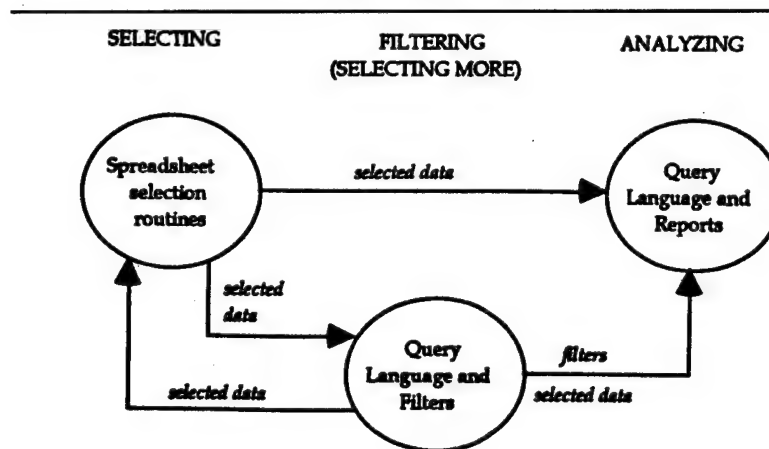 SELECTING
FILTERING
(SELECTING MORE)
ANALYZING
Spreadsheet
selection
routines
selected data
Query
Language and
Reports
selected
data
Query
Language and
Filters
filters
selected data
selected data